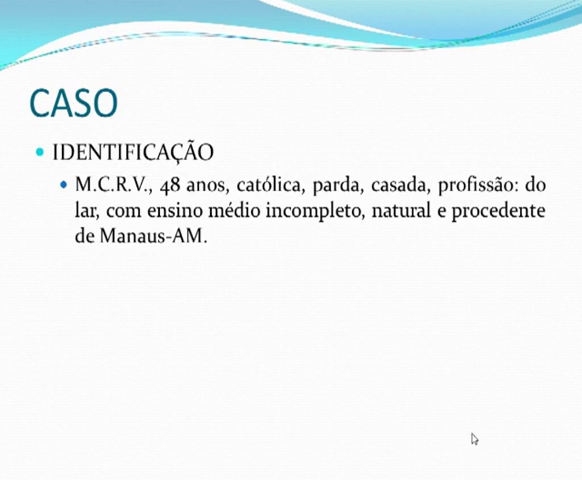 CASO
IDENTIFICAÇÃO
M.C.R.V., 48 anos, católica, parda, casada, profissão: do
lar, com ensino médio incompleto, natural e procedente
de Manaus-AM.